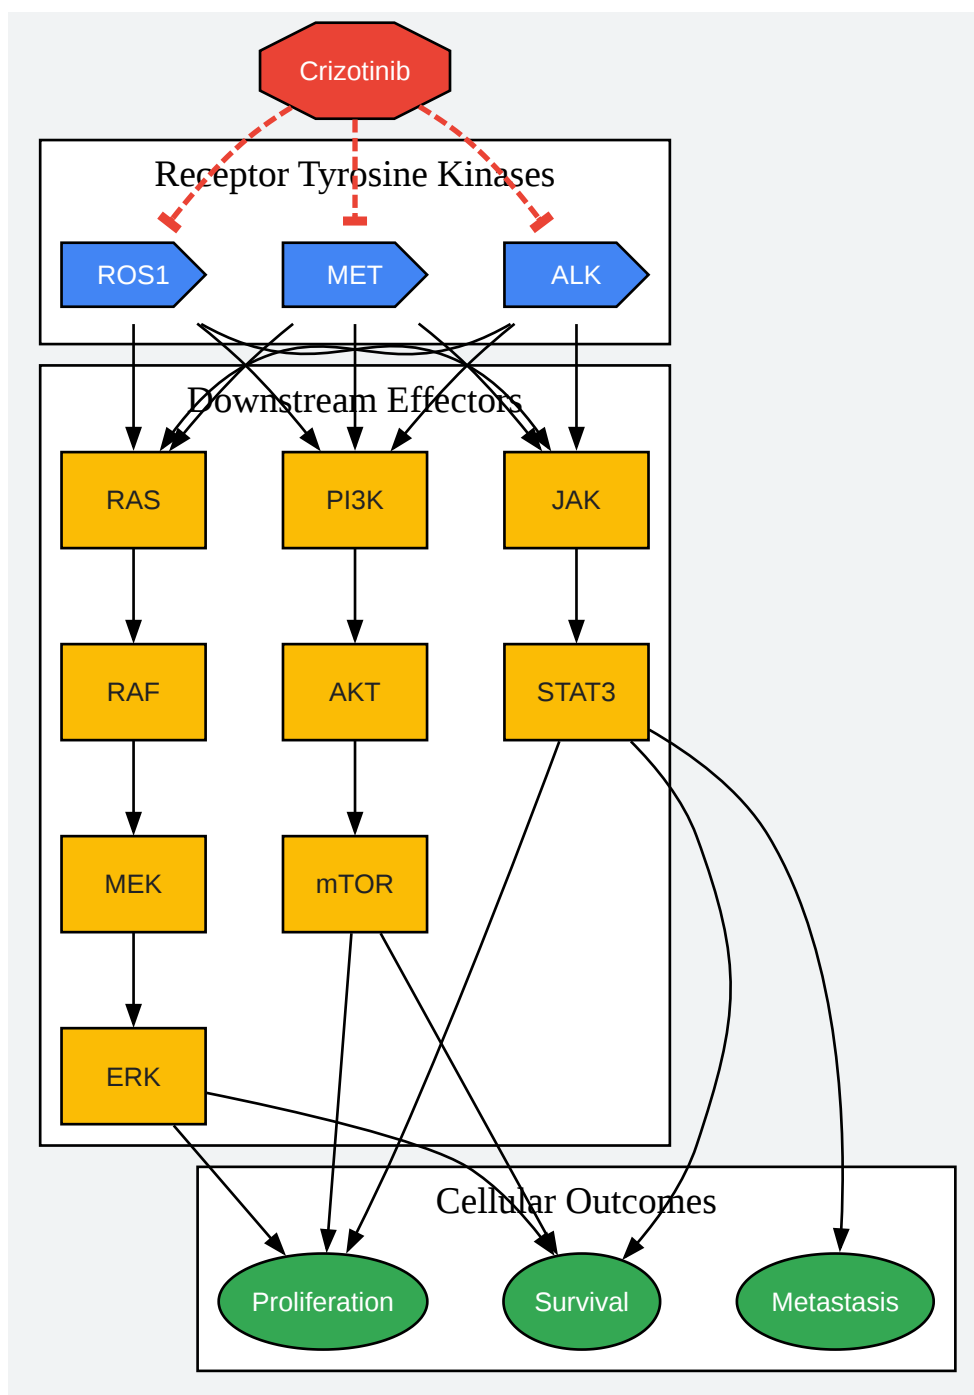 Crizotinib
Receptor Tyrosine Kinases
ROS1
MET
ALK
Downstream Effectors
RAS
PI3K
JAK
RAF
AKT
STAT3
MEK
mTOR
ERK
Cellular Outcomes
Proliferation
Survival
Metastasis